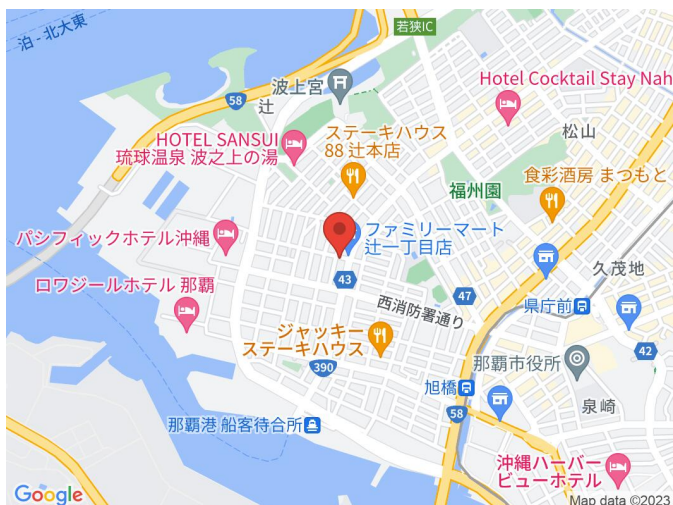 泊 - 北大東
若狭IC
58
波上宮
辻
Hotel Cocktail Stay Nah
松山
HOTEL SANSUI
琉球温泉 波之上の湯
ステーキハウス
88 辻本店
福州園
食彩酒房 まつもと
パシフィックホテル沖縄
ファミリーマート
辻一丁目店
ロワジールホテル 那覇
43
47
久茂地
西消防署通り
県庁前
ジャッキー
ステーキハウス
390
42
那覇市役所
旭橋
58
泉崎
那覇港 船客待合所
沖縄ハーバー
ビューホテル
Google
Map data ©2023